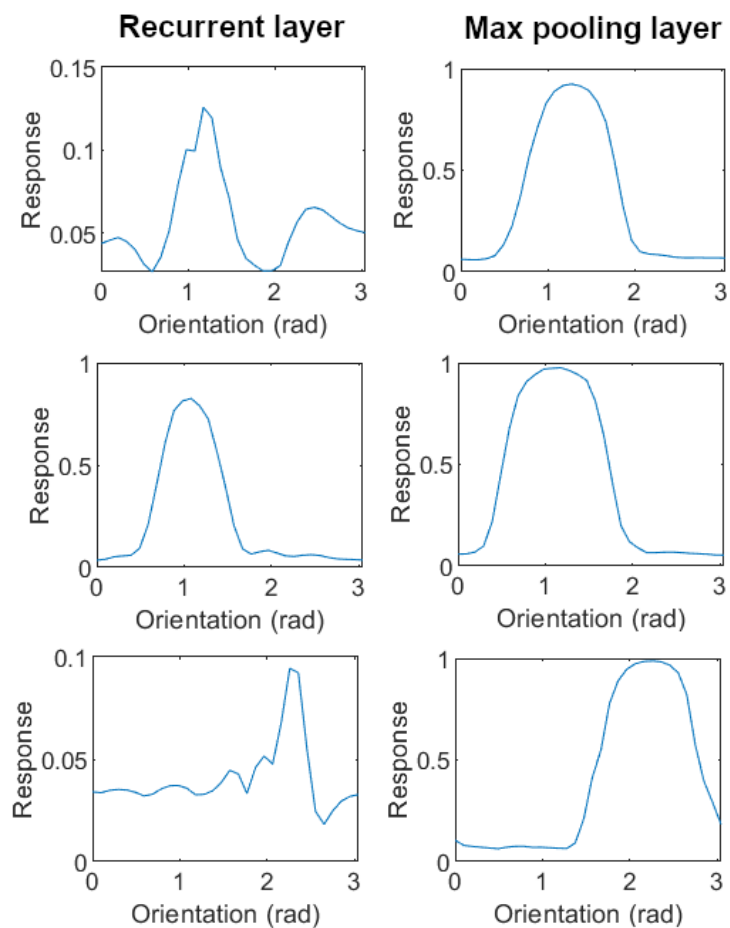 Recurrent layer
Max pooling layer
0.15
0.1
0.05
Response
0 1 2 3
Orientation (rad)
1
0.5
0
Response
0 1 2 3
Orientation (rad)
1
0.5
0
Response
0 1 2 3
Orientation (rad)
1
0.5
0
Response
0 1 2 3
Orientation (rad)
0.1
0.05
0
Response
0 1 2 3
Orientation (rad)
1
0.5
0
Response
0 1 2 3
Orientation (rad)